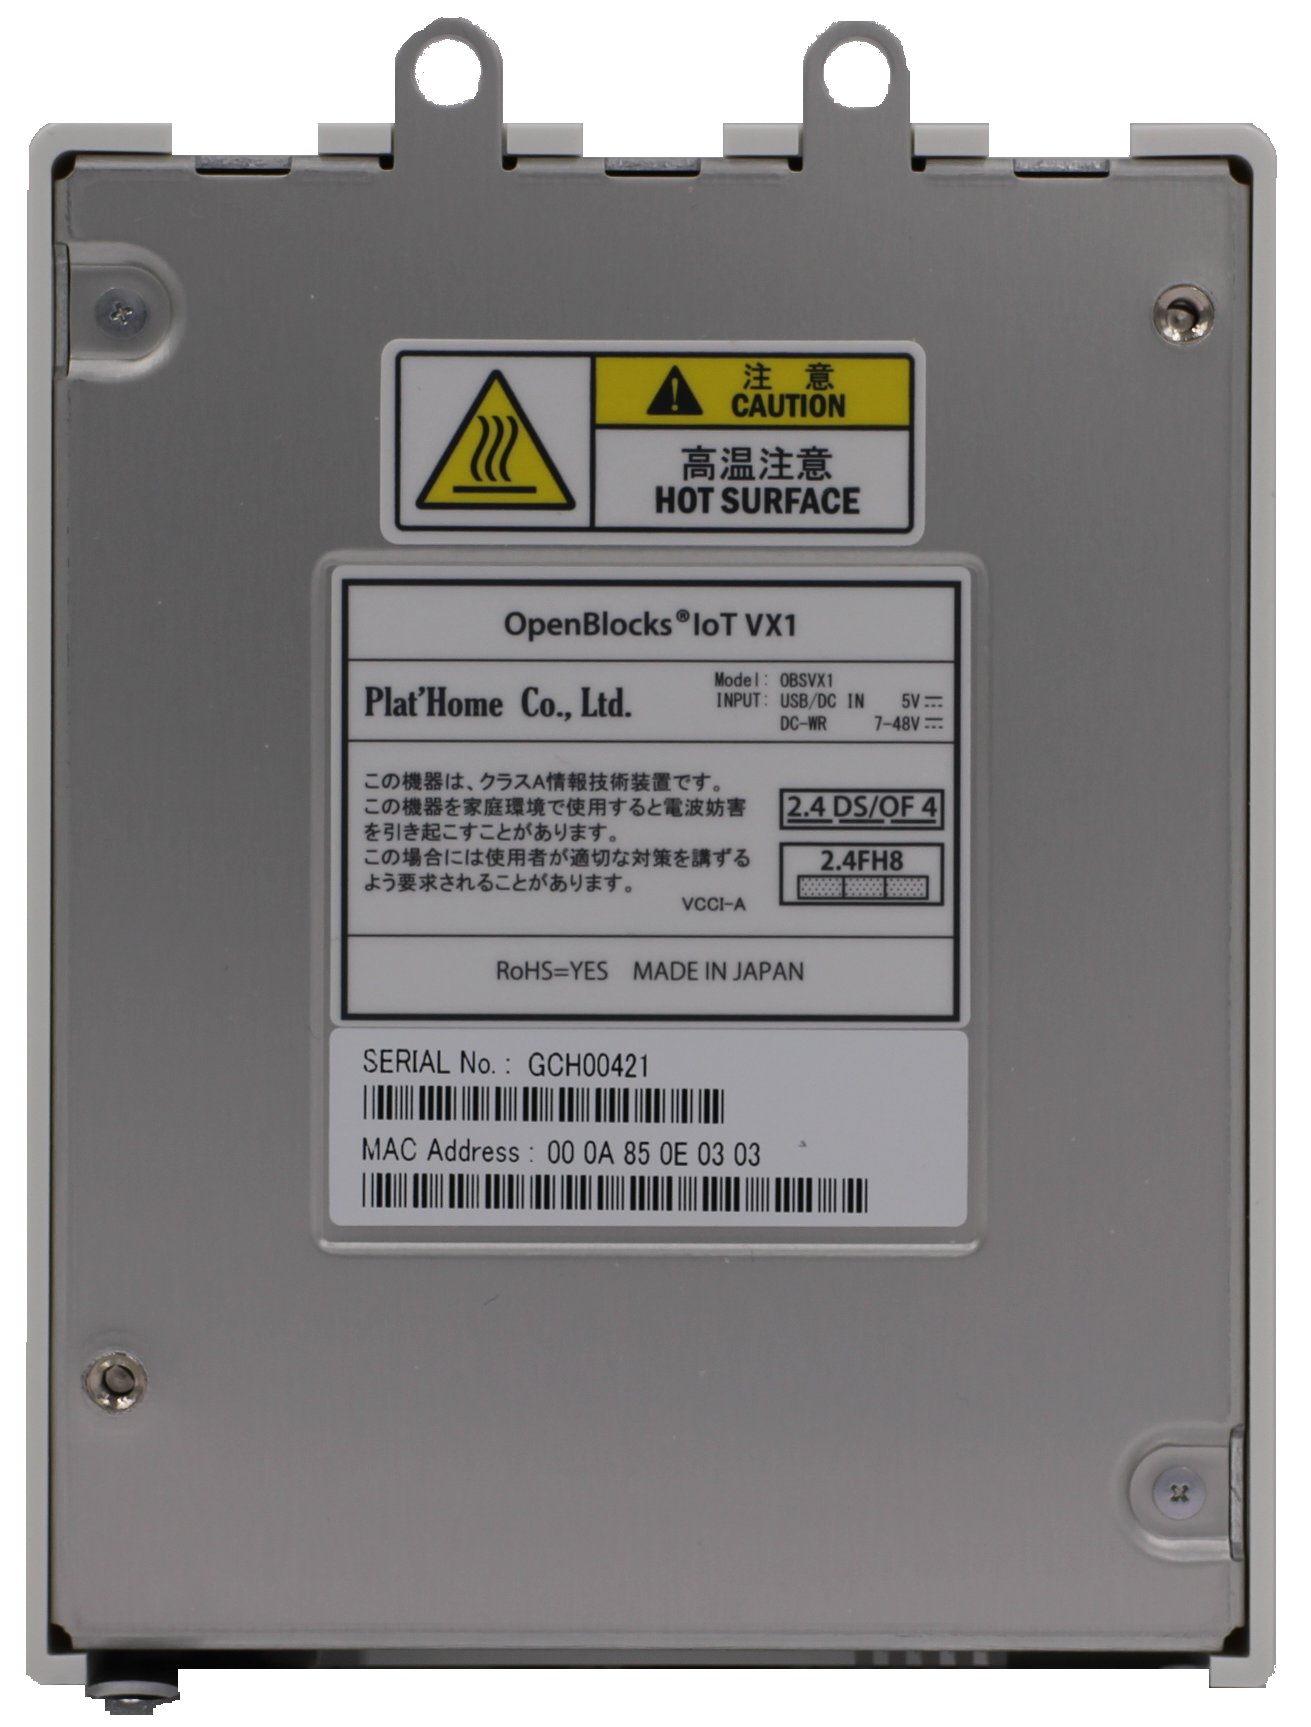 注 意
CAUTION
高温注意
HOT SURFACE
OpenBlocks®IoT VX1
Plat'Home Co., Ltd.
Model: OBSVX1
INPUT: USB/DC IN 5V⎓
DC-WR 7-48V⎓
この機器は、クラスA情報技術装置です。
この機器を家庭環境で使用すると電波妨害
を引き起こすことがあります。
この場合には使用者が適切な対策を講ずる
よう要求されることがあります。
VCCI-A
2.4 DS/OF 4
2.4FH8
RoHS=YES MADE IN JAPAN
SERIAL No.: GCH00421
MAC Address: 00 0A 85 0E 03 03